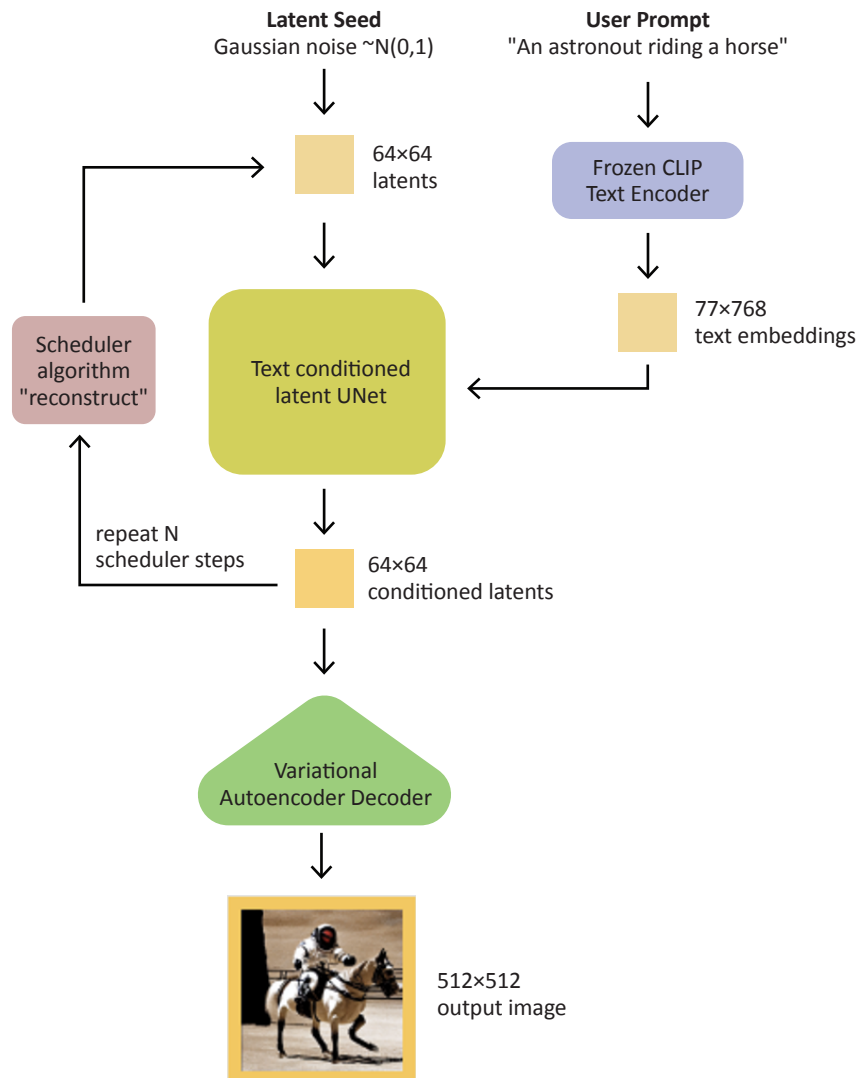 Latent Seed
Gaussian noise ~N(0,1)
User Prompt
"An astronout riding a horse"
64×64
latents
Frozen CLIP
Text Encoder
77×768
text embeddings
Scheduler
algorithm
"reconstruct"
Text conditioned
latent UNet
repeat N
scheduler steps
64×64
conditioned latents
Variational
Autoencoder Decoder
512×512
output image